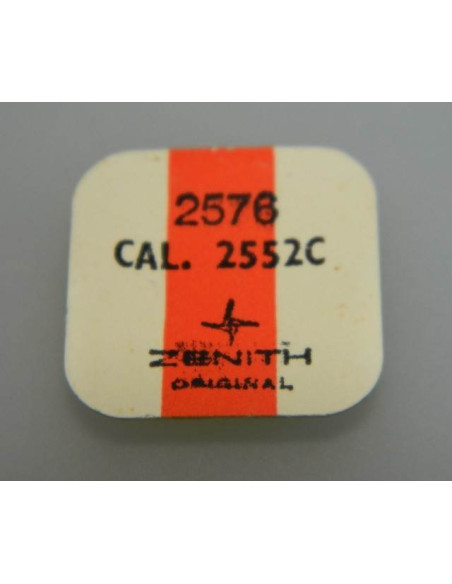 2576
CAL. 2552C
ZENITH
ORIGINAL